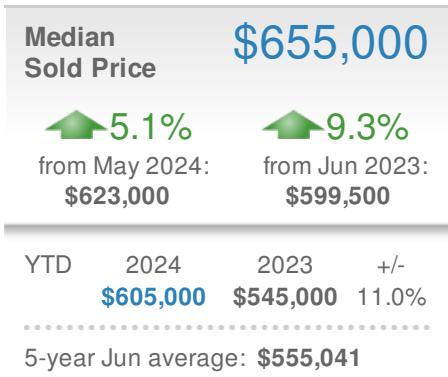 Median $655,000
Sold Price
5.1% 9.3%
from May 2024: from Jun 2023:
$623,000 $599,500
YTD 2024 2023 +/-
$605,000 $545,000 11.0%
5-year Jun average: $555,041